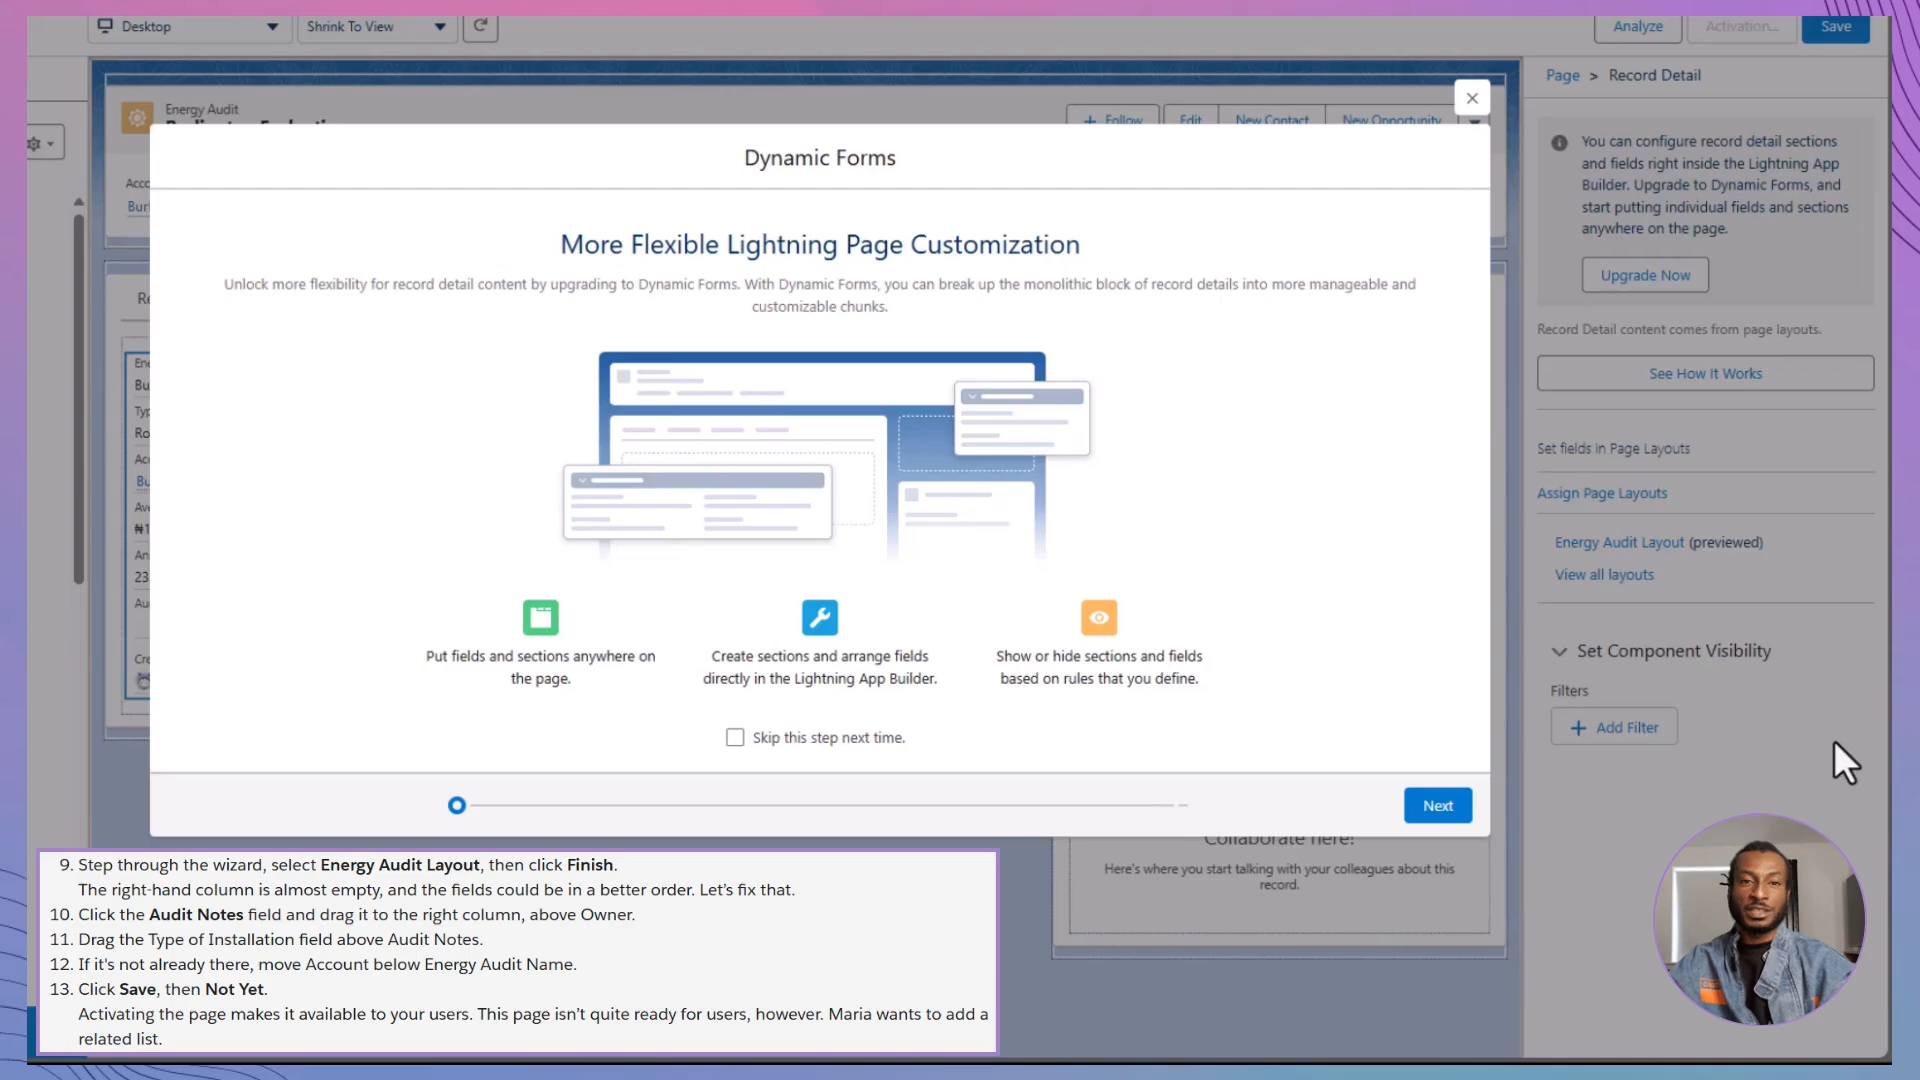 Desktop
Shrink To View
Analyze
Activation...
Save
Page > Record Detail
Energy Audit
Follow
Edit
New Contact
New Opportunity
You can configure record detail sections
and fields right inside the Lightning App
Builder. Upgrade to Dynamic Forms, and
start putting individual fields and sections
anywhere on the page.
Upgrade Now
Record Detail content comes from page layouts.
See How It Works
Set fields in Page Layouts
Assign Page Layouts
Energy Audit Layout (previewed)
View all layouts
Set Component Visibility
Filters
Add Filter
Dynamic Forms
More Flexible Lightning Page Customization
Unlock more flexibility for record detail content by upgrading to Dynamic Forms. With Dynamic Forms, you can break up the monolithic block of record details into more manageable and
customizable chunks.
Put fields and sections anywhere on
the page.
Create sections and arrange fields
directly in the Lightning App Builder.
Show or hide sections and fields
based on rules that you define.
Skip this step next time.
Next
Collaborate here!
Here's where you start talking with your colleagues about this
record.
9. Step through the wizard, select Energy Audit Layout, then click Finish.
The right-hand column is almost empty, and the fields could be in a better order. Let's fix that.
10. Click the Audit Notes field and drag it to the right column, above Owner.
11. Drag the Type of Installation field above Audit Notes.
12. If it's not already there, move Account below Energy Audit Name.
13. Click Save, then Not Yet.
Activating the page makes it available to your users. This page isn't quite ready for users, however. Maria wants to add a
related list.